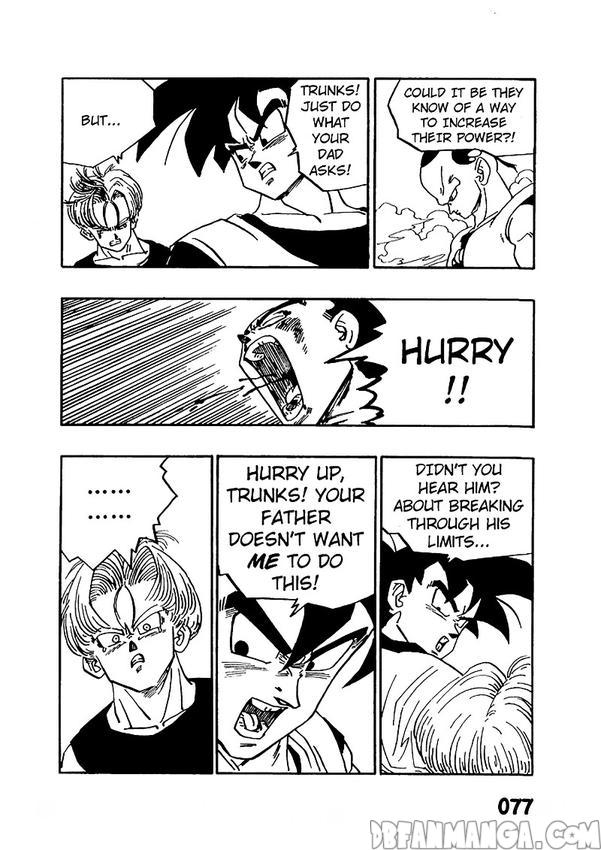 COULD IT BE THEY
KNOW OF A WAY
TO INCREASE
THEIR POWER?!
TRUNKS!
JUST DO
WHAT
YOUR
DAD
ASKS!
BUT...
HURRY
!!
DIDN'T YOU
HEAR HIM?
ABOUT BREAKING
THROUGH HIS
LIMITS...
HURRY UP,
TRUNKS! YOUR
FATHER
DOESN'T WANT
ME TO DO
THIS!
......
......
077
DBFANMANGA.COM